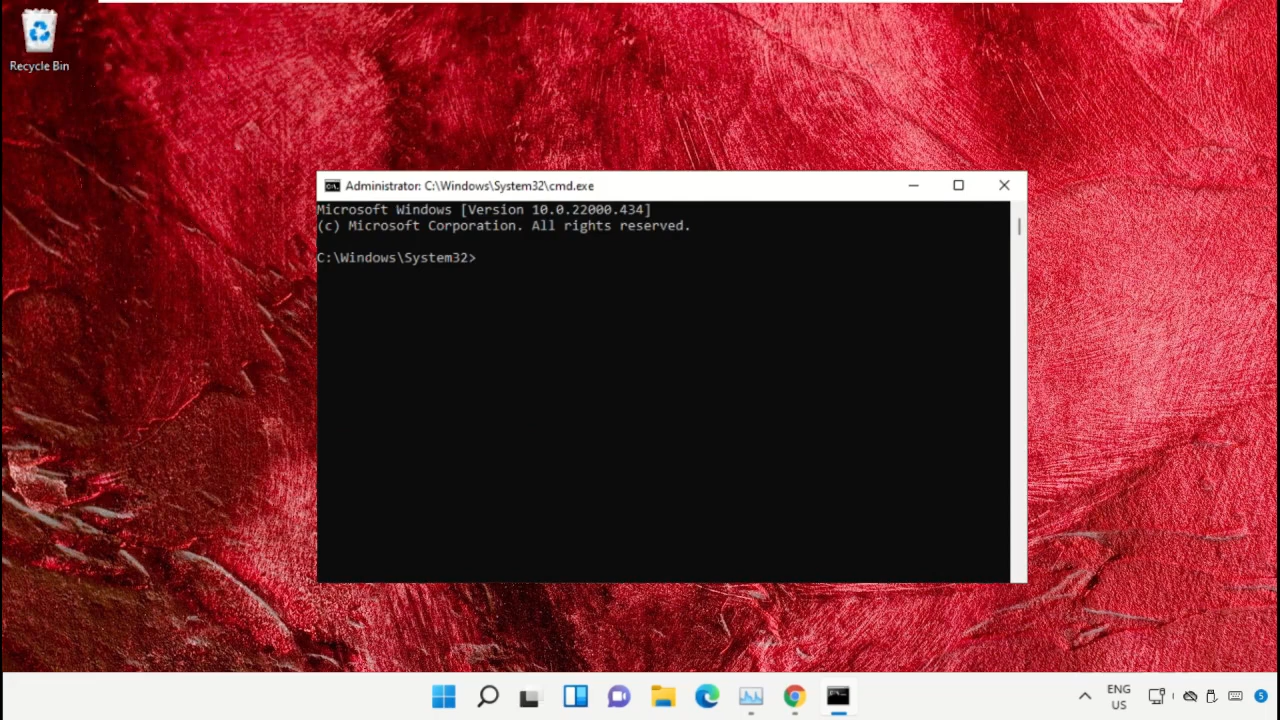 Recycle Bin
Administrator: C:\Windows\System32\cmd.exe
Microsoft Windows [Version 10.0.22000.434]
(c) Microsoft Corporation. All rights reserved.
C:\Windows\System32>
ENG
US
5